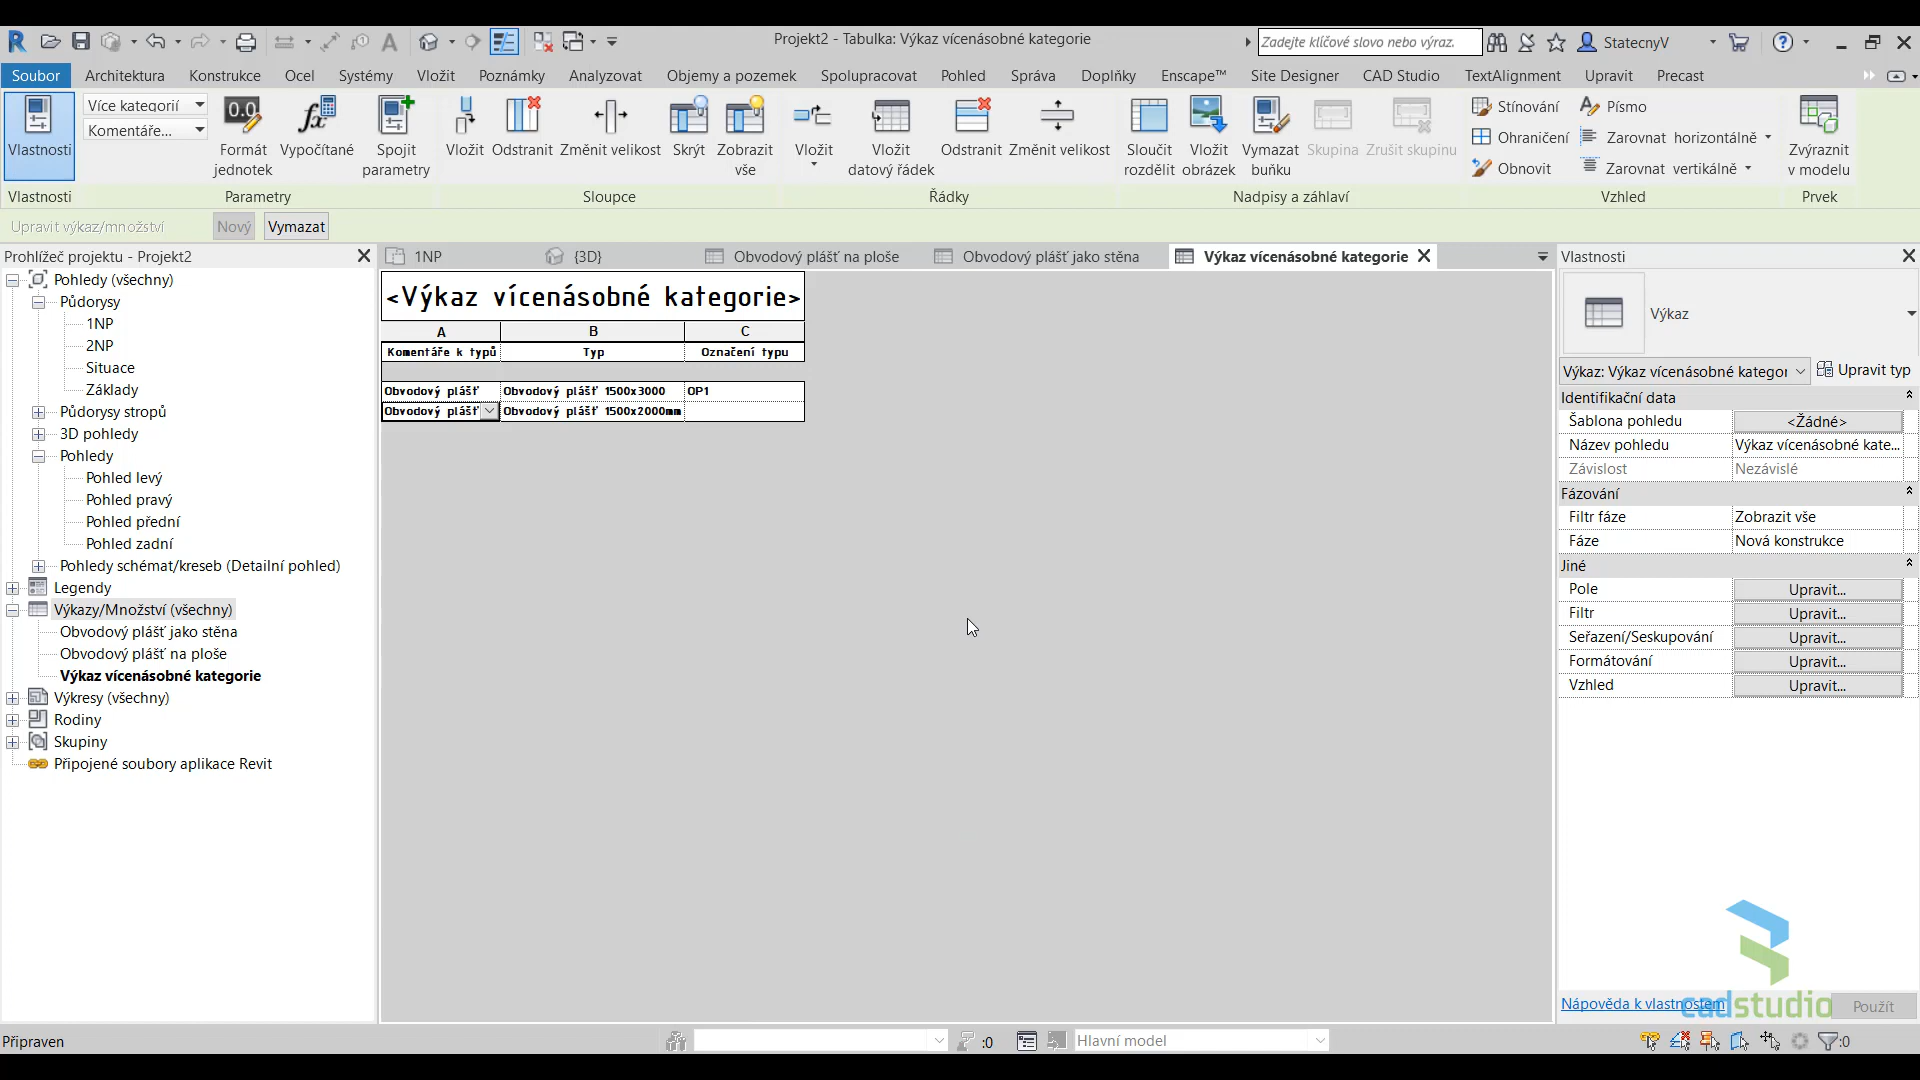 Projekt2 - Tabulka: Výkaz vícenásobné kategorie
Zadejte klíčové slovo nebo výraz.
StatecnyV
Soubor Architektura Konstrukce Ocel Systémy Vložit Poznámky Analyzovat Objemy a pozemek Spolupracovat Pohled Správa Doplňky Enscape™ Site Designer CAD Studio TextAlignment Upravit Precast
Vlastnosti
Více kategorií
Komentáře...
Formát jednotek
Vypočítané
Spojit parametry
Vložit
Odstranit
Změnit velikost
Skrýt
Zobrazit vše
Vložit
Vložit datový řádek
Odstranit
Změnit velikost
Sloučit rozdělit
Vložit obrázek
Vymazat buňku
Skupina
Zrušit skupinu
Stínování
Ohraničení
Obnovit
Písmo
Zarovnat horizontálně
Zarovnat vertikálně
Zvýraznit v modelu
Vlastnosti Parametry Sloupce Řádky Nadpisy a záhlaví Vzhled Prvek
Upravit výkaz/množství Nový Vymazat
Prohlížeč projektu - Projekt2
Pohledy (všechny)
Půdorysy
1NP
2NP
Situace
Základy
Půdorysy stropů
3D pohledy
Pohledy
Pohled levý
Pohled pravý
Pohled přední
Pohled zadní
Pohledy schémat/kreseb (Detailní pohled)
Legendy
Výkazy/Množství (všechny)
Obvodový plášť jako stěna
Obvodový plášť na ploše
Výkaz vícenásobné kategorie
Výkresy (všechny)
Rodiny
Skupiny
Připojené soubory aplikace Revit
1NP {3D} Obvodový plášť na ploše Obvodový plášť jako stěna Výkaz vícenásobné kategorie
<Výkaz vícenásobné kategorie>
A B C
Komentáře k typů Typ Označení typu
Obvodový plášť Obvodový plášť 1500x3000 OP1
Obvodový plášť Obvodový plášť 1500x2000mm
Vlastnosti
Výkaz
Výkaz: Výkaz vícenásobné kategor Upravit typ
Identifikační data
Šablona pohledu <Žádné>
Název pohledu Výkaz vícenásobné kate...
Závislost Nezávislé
Fázování
Filtr fáze Zobrazit vše
Fáze Nová konstrukce
Jiné
Pole Upravit...
Filtr Upravit...
Seřazení/Seskupování Upravit...
Formátování Upravit...
Vzhled Upravit...
Nápověda k vlastnostem
cadstudio
Použít
Připraven
:0
Hlavní model
:0